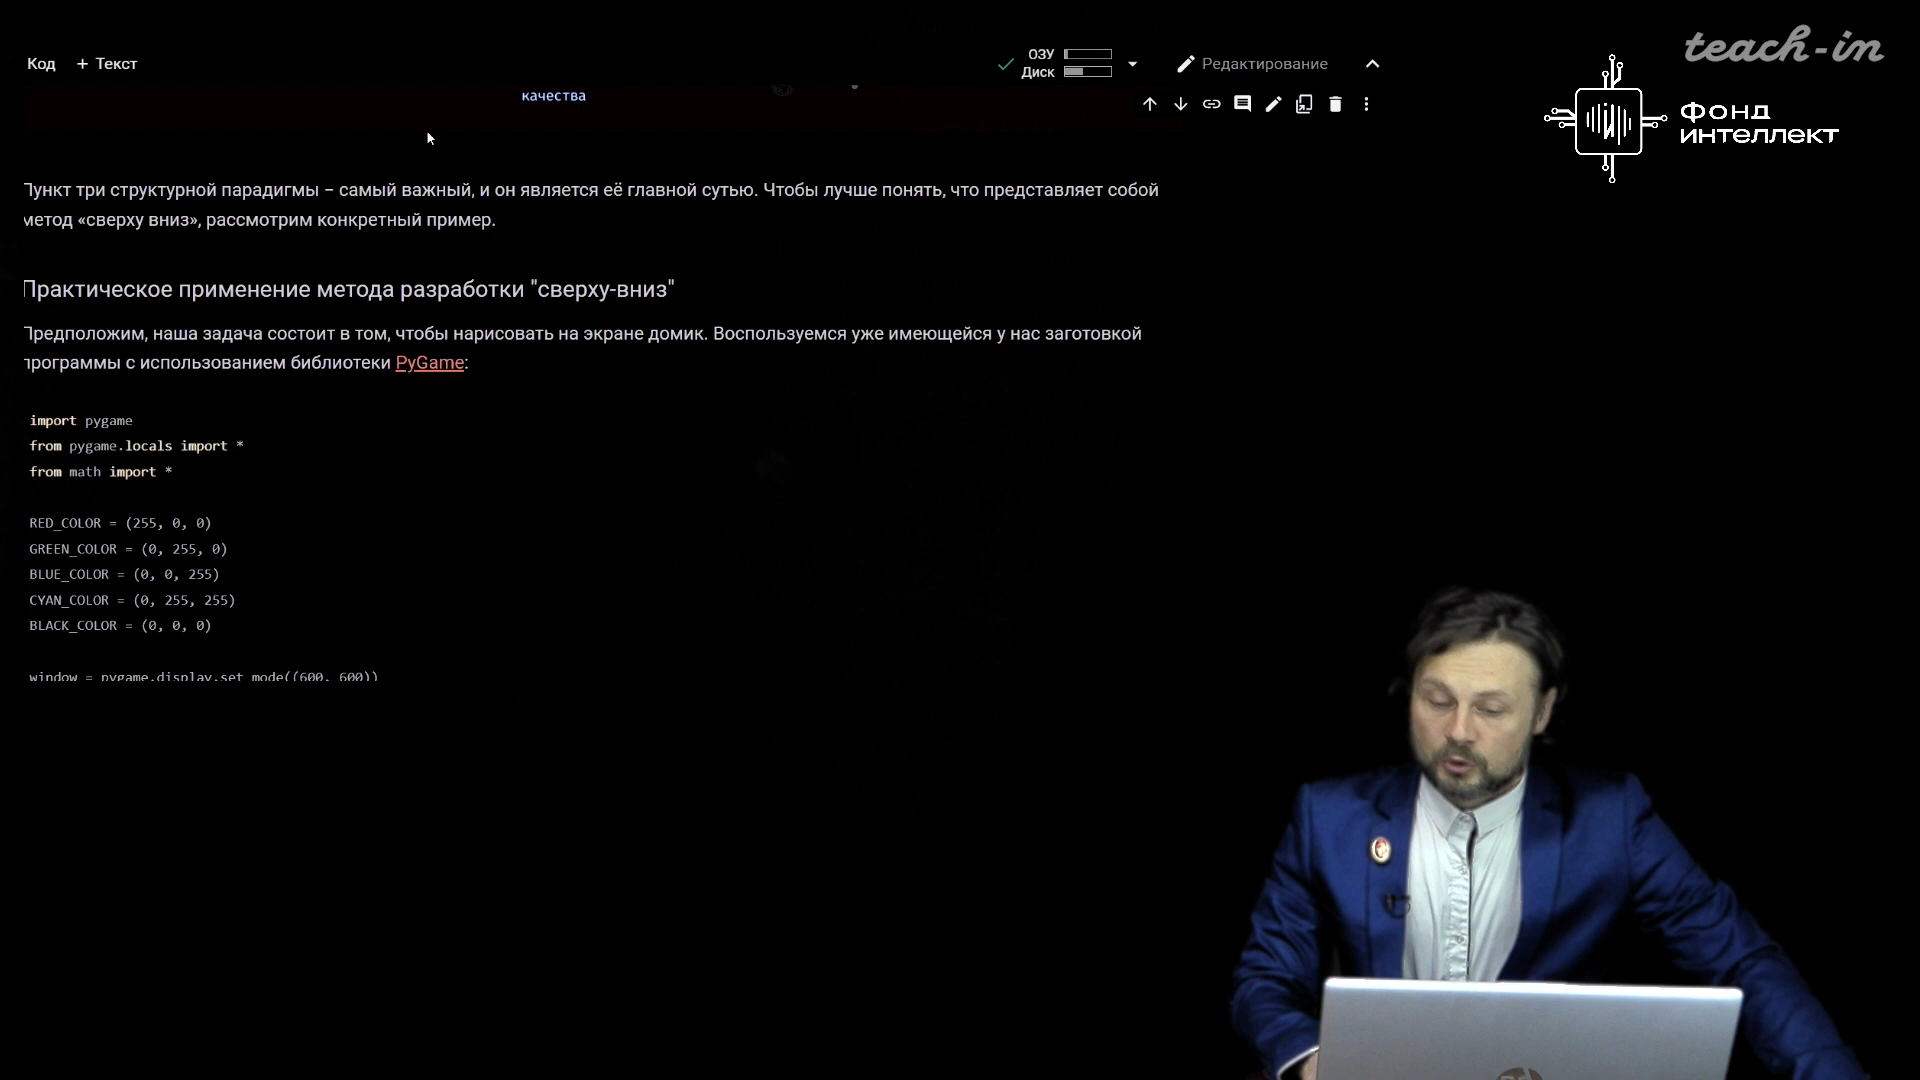 teach-in
Код + Текст
ОЗУ
Диск
Редактирование
качества
Фонд
интеллект
Пункт три структурной парадигмы – самый важный, и он является её главной сутью. Чтобы лучше понять, что представляет собой
метод «сверху вниз», рассмотрим конкретный пример.
Практическое применение метода разработки "сверху-вниз"
Предположим, наша задача состоит в том, чтобы нарисовать на экране домик. Воспользуемся уже имеющейся у нас заготовкой
программы с использованием библиотеки PyGame:
import pygame
from pygame.locals import *
from math import *
RED_COLOR = (255, 0, 0)
GREEN_COLOR = (0, 255, 0)
BLUE_COLOR = (0, 0, 255)
CYAN_COLOR = (0, 255, 255)
BLACK_COLOR = (0, 0, 0)
window = pygame.display.set_mode((600, 600))